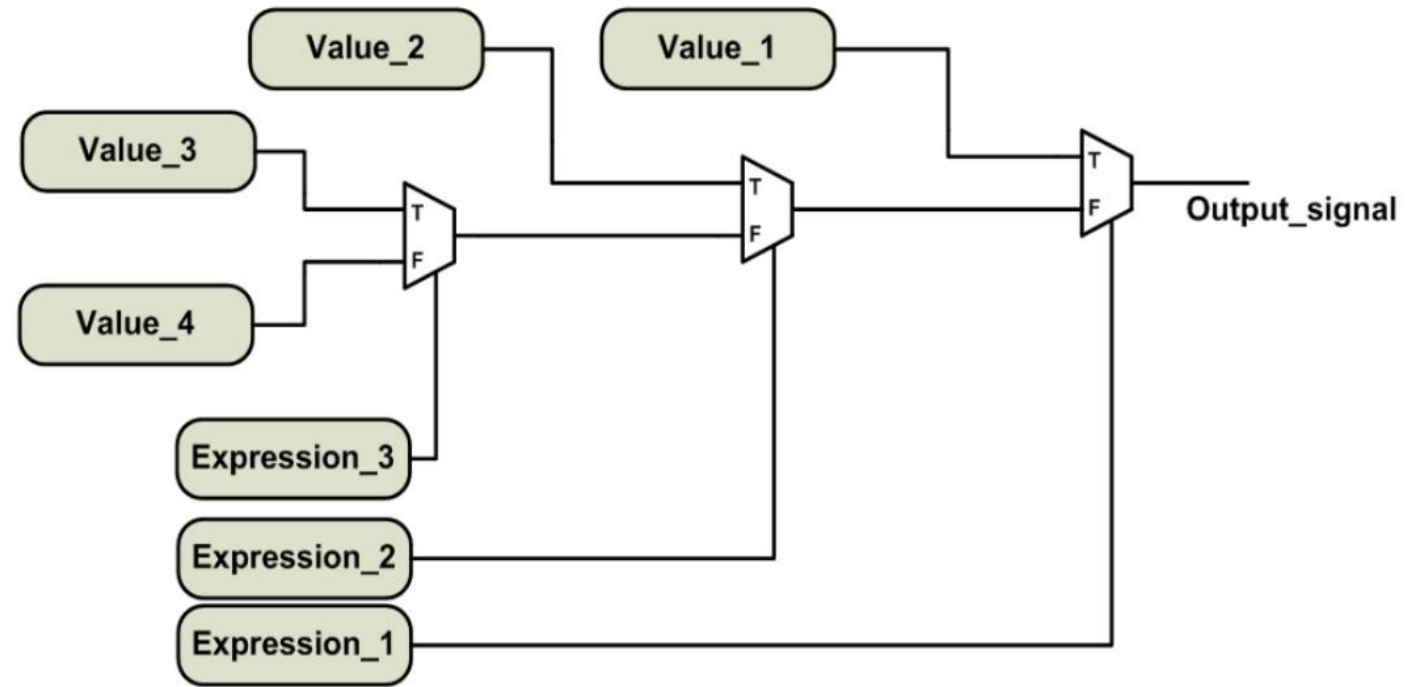 Value_2
Value_1
Value_3
T
T
T
F
Output_signal
F
F
Value_4
Expression_3
Expression_2
Expression_1